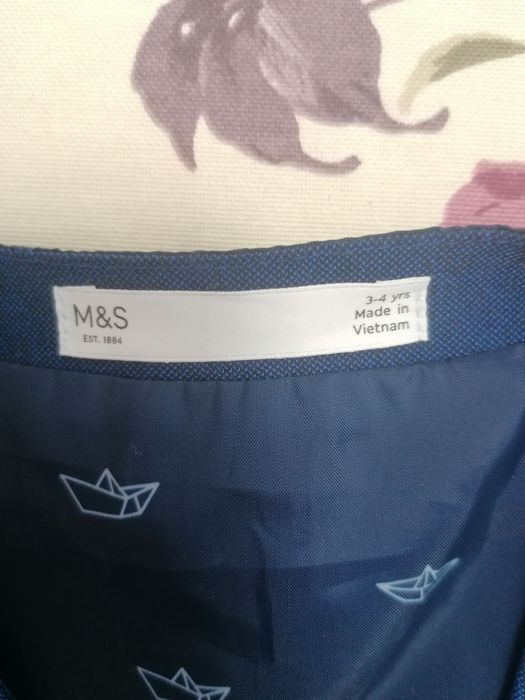 M&S
EST. 1884
3-4 yrs
Made in
Vietnam